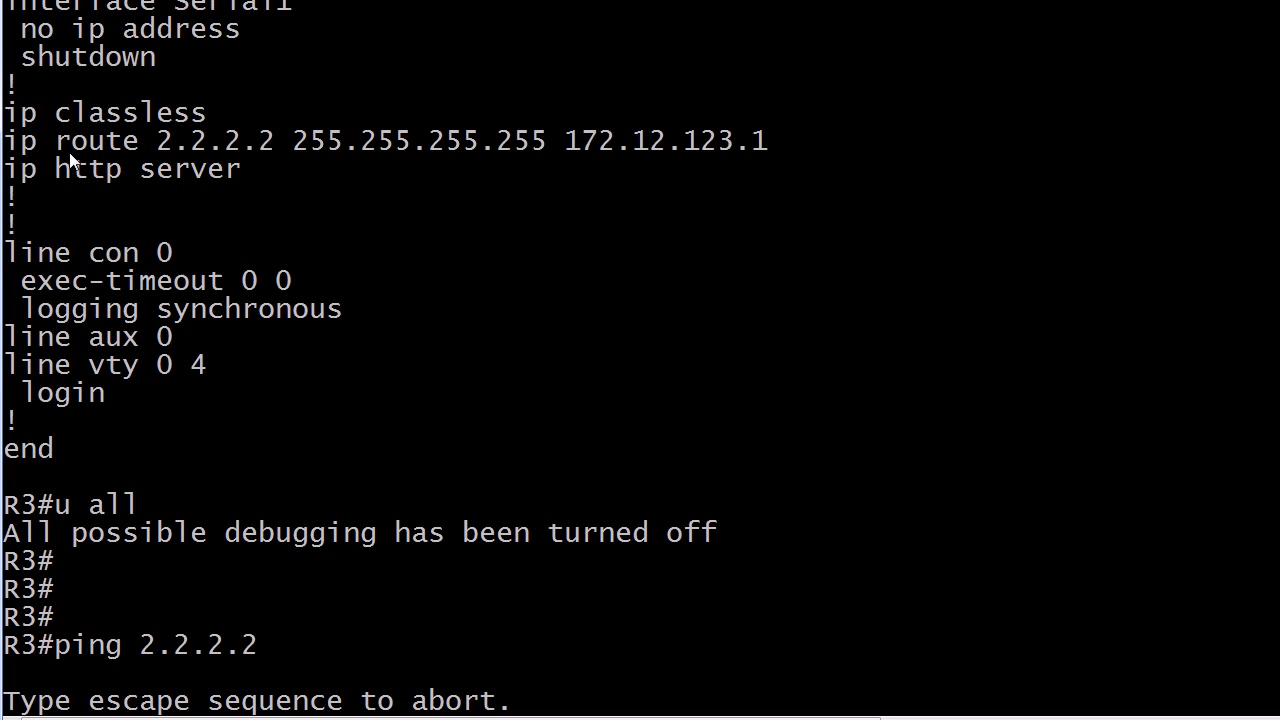 interface Serial1
 no ip address
 shutdown
!
ip classless
ip route 2.2.2.2 255.255.255.255 172.12.123.1
ip http server
!
!
line con 0
 exec-timeout 0 0
 logging synchronous
line aux 0
line vty 0 4
 login
!
end
R3#u all
All possible debugging has been turned off
R3#
R3#
R3#
R3#ping 2.2.2.2
Type escape sequence to abort.